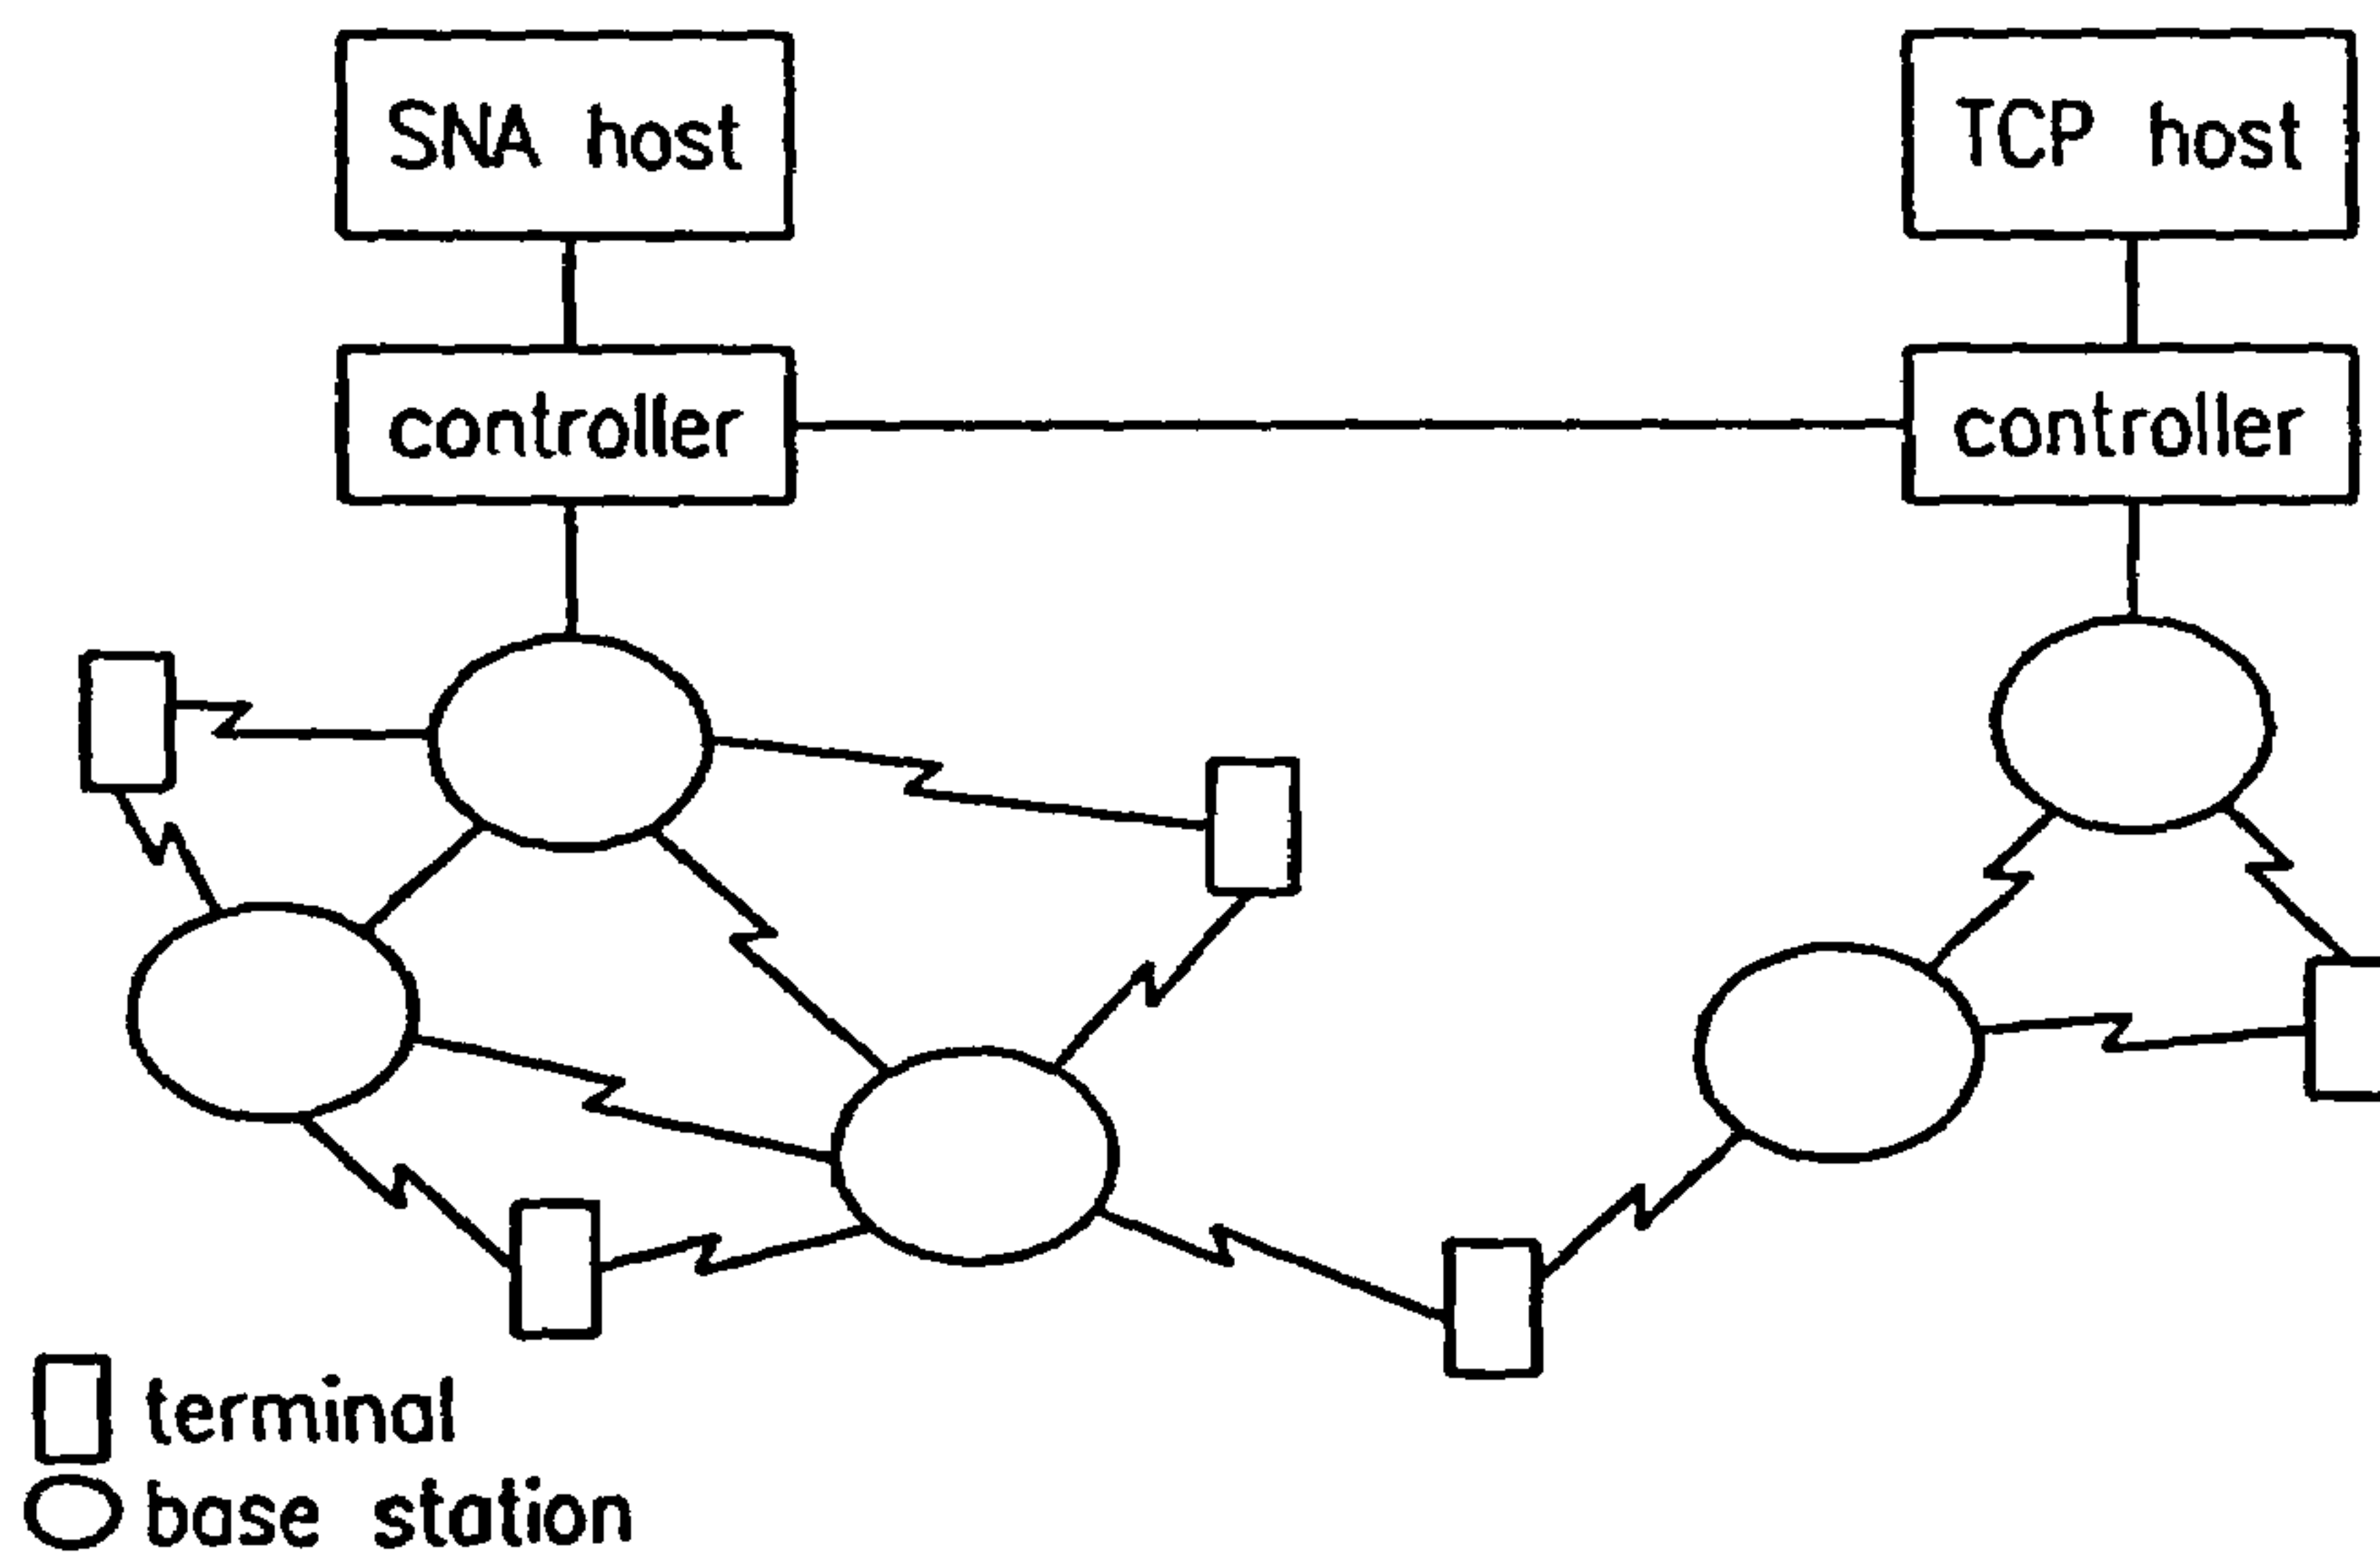 SNA host
TCP host
controller
controller
terminal
base station